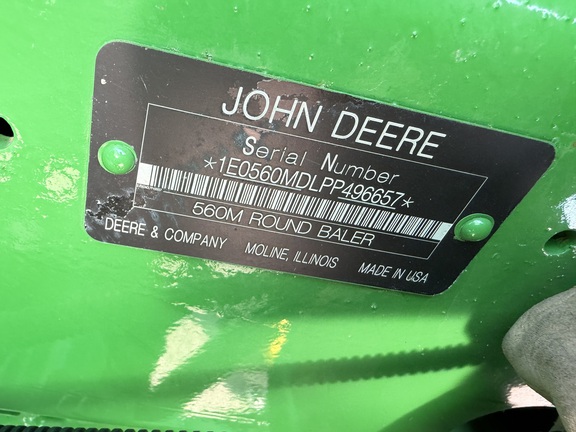 JOHN DEERE
Serial Number
*1E0560MDLPP496657*
560M ROUND BALER
DEERE & COMPANY MOLINE, ILLINOIS MADE IN USA